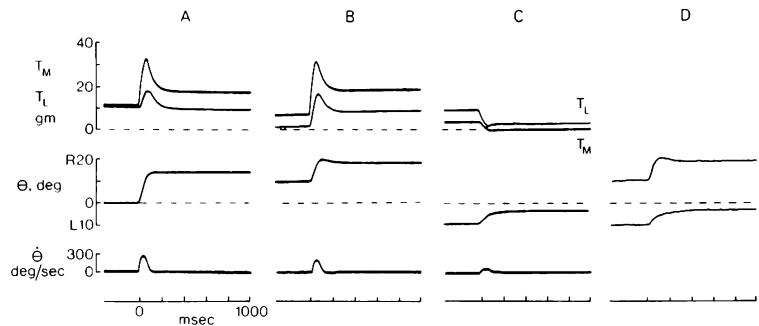 A B C D
40
T_M
20
T_L
gm
0
T_L
T_M
R20
Θ, deg
0
L10
Θ̇ 300
deg/sec 0
0 1000
msec